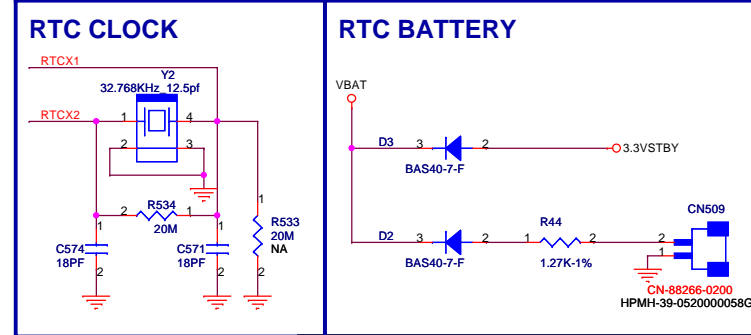 RTC CLOCK
RTCX1
Y2
32.768KHz_12.5pf
RTCX2
1
4
2
3
R534
2
1
20M
1
C574
18PF
2
1
C571
18PF
2
1
R533
20M
NA
2
RTC BATTERY
VBAT
D3
3
2
3.3VSTBY
BAS40-7-F
D2
3
2
BAS40-7-F
R44
1
2
1.27K-1%
CN509
2
1
CN-88266-0200
HPMH-39-0520000058G